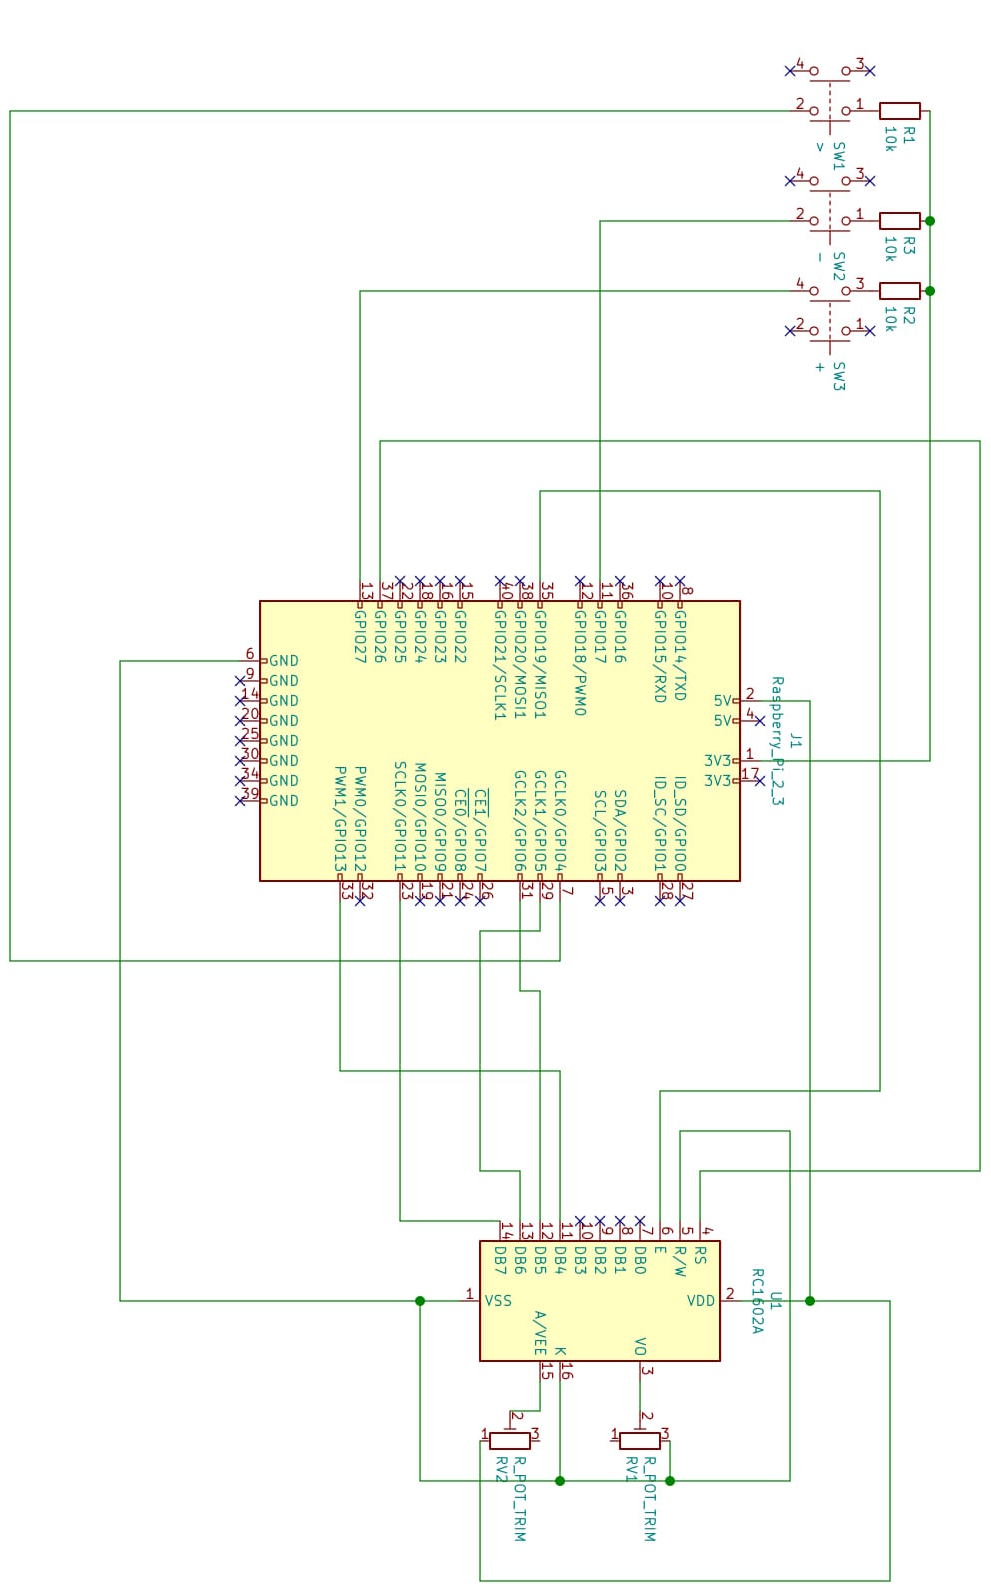 4 3
2 1
R1
10k
SW1
v
4 3
2 1
R3
10k
SW2
-
4 3
R2
10k
2 1
SW3
+
13 37 22 18 16 15 40 38 35 12 11 36 10 8
GPIO27
GPIO26
GPIO25
GPIO24
GPIO23
GPIO22
GPIO21/SCLK1
GPIO20/MOSI1
GPIO19/MISO1
GPIO18/PWM0
GPIO17
GPIO16
GPIO15/RXD
GPIO14/TXD
6 GND
9 GND
14 GND
20 GND
25 GND
30 GND
34 GND
39 GND
5V 2
5V 4
3V3 1
3V3 17
J1
Raspberry_Pi_2_3
PWM1/GPIO13
PWM0/GPIO12
SCLK0/GPIO11
MOSI0/GPIO10
MISO0/GPIO9
CE0/GPIO8
CE1/GPIO7
GCLK2/GPIO6
GCLK1/GPIO5
GCLK0/GPIO4
SCL/GPIO3
SDA/GPIO2
ID_SC/GPIO1
ID_SD/GPIO0
33 32 23 19 21 24 26 31 29 7 5 3 28 27
14 13 12 11 10 9 8 7 6 5 4
DB7
DB6
DB5
DB4
DB3
DB2
DB1
DB0
E
R/W
RS
1 VSS
VDD 2
U1
RC1602A
A/VEE
K
VO
15 16 3
2
1 3
R_POT_TRIM
RV2
2
1 3
R_POT_TRIM
RV1